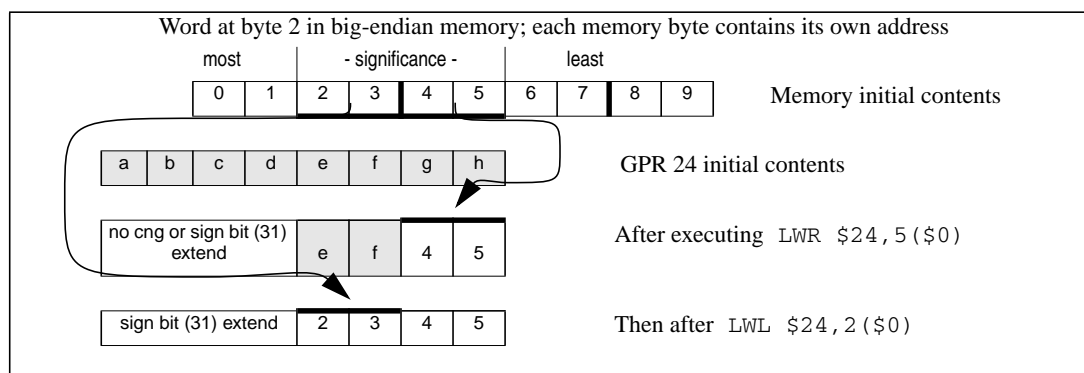 Word at byte 2 in big-endian memory; each memory byte contains its own address
most - significance - least
0 1 2 3 4 5 6 7 8 9 Memory initial contents
a b c d e f g h GPR 24 initial contents
no cng or sign bit (31)
extend e f 4 5 After executing LWR $24,5($0)
sign bit (31) extend 2 3 4 5 Then after LWL $24,2($0)